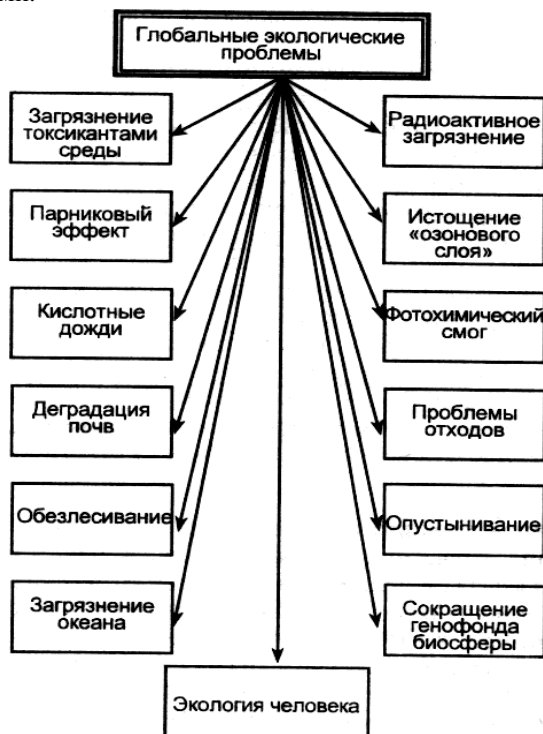 Глобальные экологические
проблемы
Загрязнение
токсикантами
среды
Парниковый
эффект
Кислотные
дожди
Деградация
почв
Обезлесивание
Загрязнение
океана
Радиоактивное
загрязнение
Истощение
«озонового
слоя»
Фотохимический
смог
Проблемы
отходов
Опустынивание
Сокращение
генофонда
биосферы
Экология человека